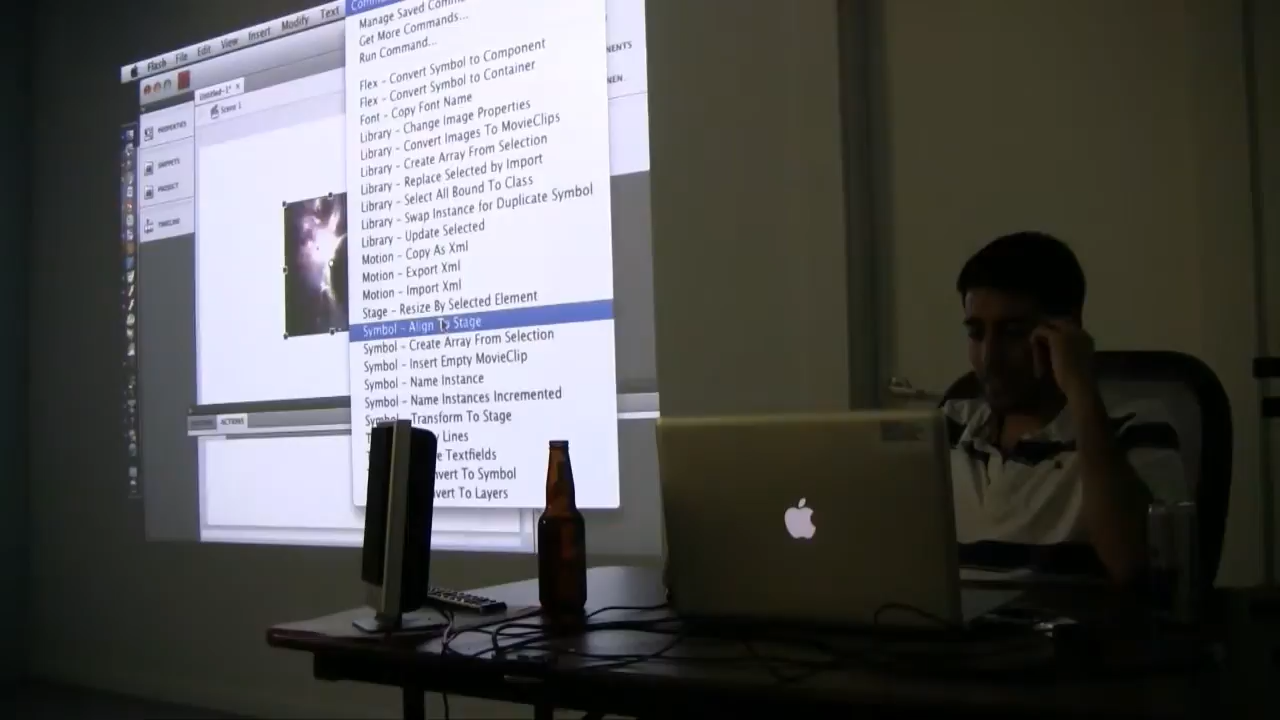 Flash File Edit View Insert Modify Text
Manage Saved
Get More Commands...
Run Command...
Flex - Convert Symbol to Component
Flex - Convert Symbol to Container
Font - Copy Font Name
Library - Change Image Properties
Library - Convert Images To MovieClips
Library - Create Array From Selection
Library - Replace Selected by Import
Library - Select All Bound To Class
Library - Swap Instance for Duplicate Symbol
Library - Update Selected
Motion - Copy As Xml
Motion - Export Xml
Motion - Import Xml
Stage - Resize By Selected Element
Symbol - Align To Stage
Symbol - Create Array From Selection
Symbol - Insert Empty MovieClip
Symbol - Name Instance
Symbol - Name Instances Incremented
Transform To Stage
Lines
Textfields
To Symbol
To Layers
Untitled-1*
Scene 1
PROPERTIES
SNIPPETS
PROJECT
TIMELINE
ACTIONS